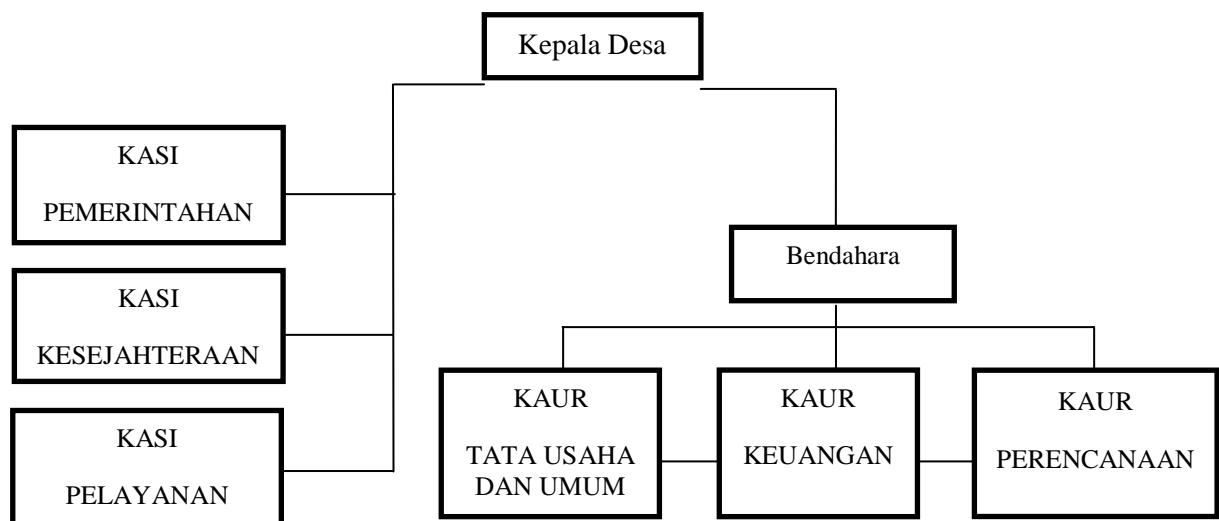 Kepala Desa
KASI
PEMERINTAHAN
Bendahara
KASI
KESEJAHTERAAN
KAUR
TATA USAHA
DAN UMUM
KAUR
KEUANGAN
KAUR
PERENCANAAN
KASI
PELAYANAN